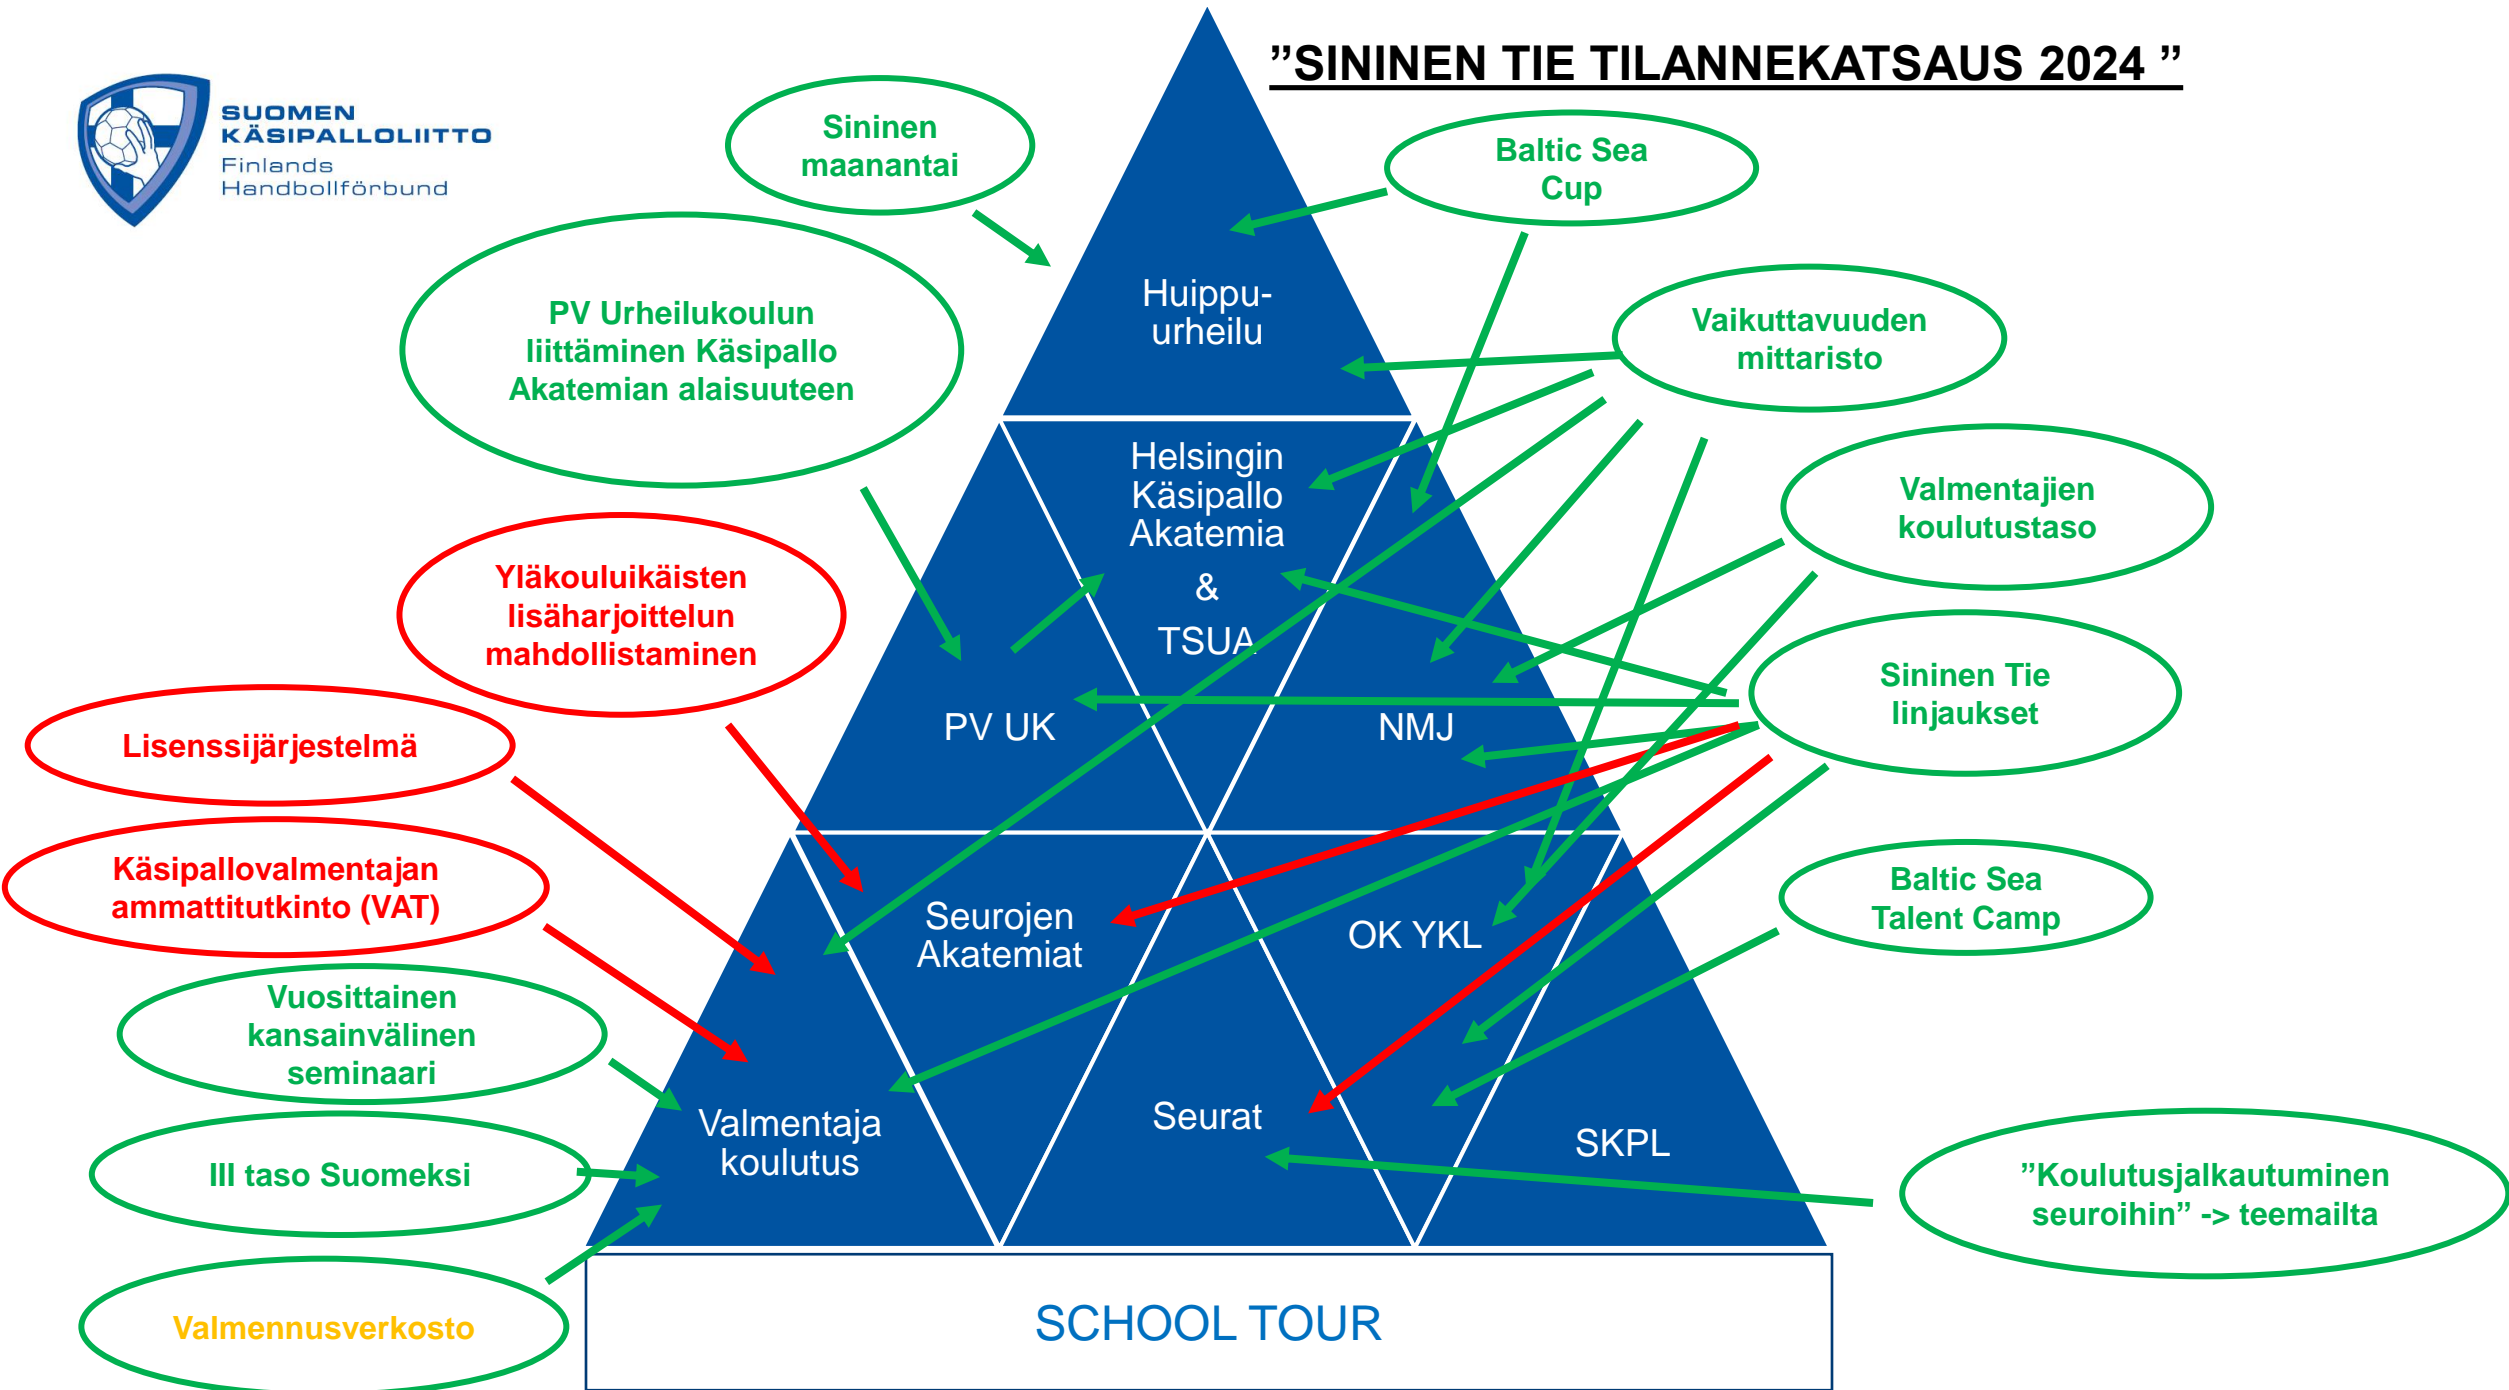 ”SININEN TIE TILANNEKATSAUS 2024 ”
SUOMEN
KÄSIPALLOLIITTO
Finlands
Handbollförbund
Sininen
maanantai
Baltic Sea
Cup
PV Urheilukoulun
liittäminen Käsipallo
Akatemian alaisuuteen
Huippu-
urheilu
Vaikuttavuuden
mittaristo
Helsingin
Käsipallo
Akatemia
&
TSUA
Valmentajien
koulutustaso
Yläkouluikäisten
lisäharjoittelun
mahdollistaminen
Sininen Tie
linjaukset
PV UK
NMJ
Lisenssijärjestelmä
Käsipallovalmentajan
ammattitutkinto (VAT)
Seurojen
Akatemiat
OK YKL
Baltic Sea
Talent Camp
Vuosittainen
kansainvälinen
seminaari
Valmentaja
koulutus
Seurat
SKPL
III taso Suomeksi
”Koulutusjalkautuminen
seuroihin” -> teemailta
Valmennusverkosto
SCHOOL TOUR